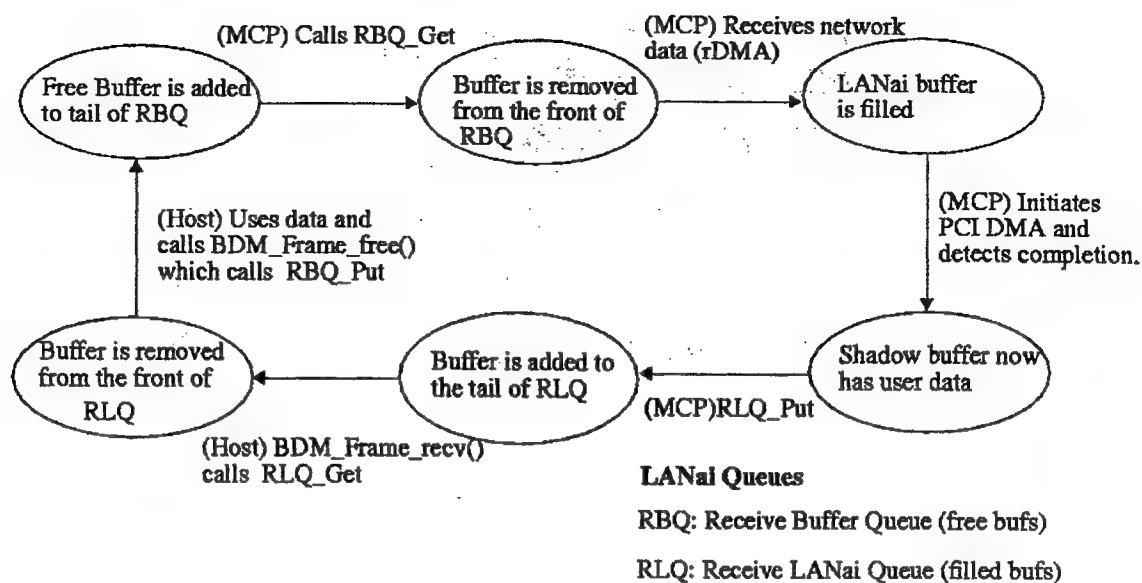 (MCP) Calls RBQ_Get
(MCP) Receives network
data (rDMA)
Free Buffer is added
to tail of RBQ
Buffer is removed
from the front of
RBQ
LANai buffer
is filled
(Host) Uses data and
calls BDM_Frame_free()
which calls RBQ_Put
(MCP) Initiates
PCI DMA and
detects completion.
Buffer is removed
from the front of
RLQ
Buffer is added to
the tail of RLQ
Shadow buffer now
has user data
(MCP)RLQ_Put
(Host) BDM_Frame_recv()
calls RLQ_Get
LANai Queues
RBQ: Receive Buffer Queue (free bufs)
RLQ: Receive LANai Queue (filled bufs)